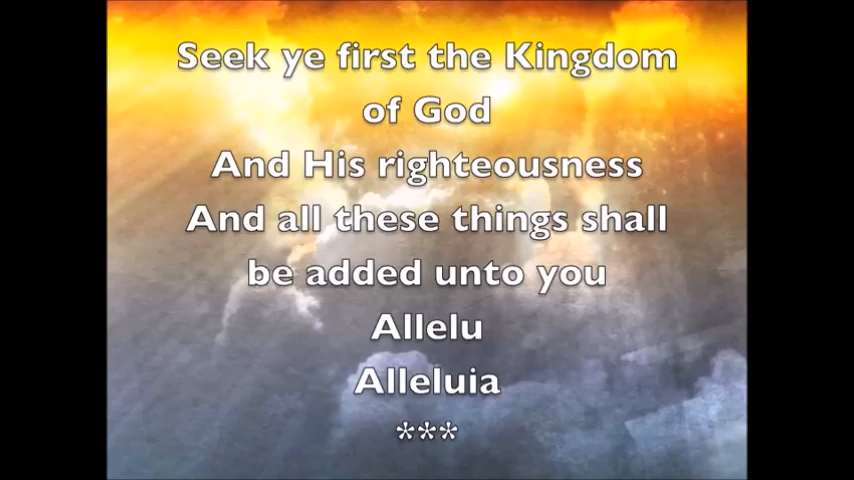 Seek ye first the Kingdom
of God
And His righteousness
And all these things shall
be added unto you
Allelu
Alleluia
***